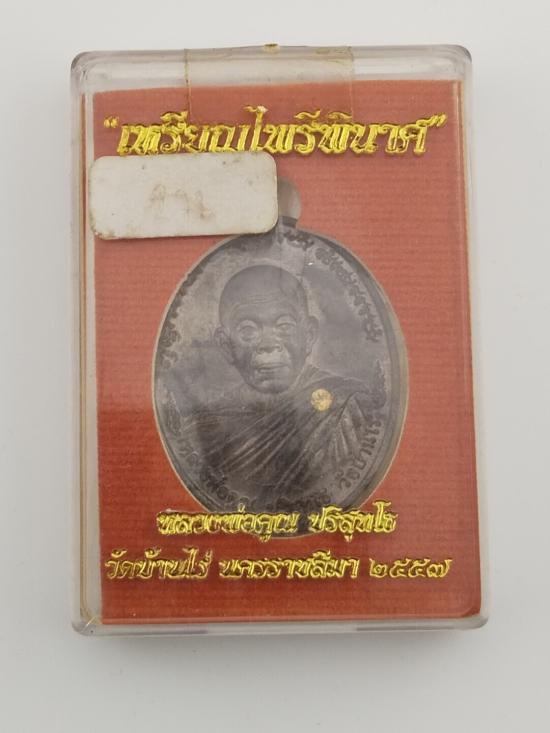 "เหรียญไพรีพินาศ"
หลวงพ่อคูณ ปริสุทโธ
วัดบ้านไร่ นครราชสีมา ๒๕๕๗